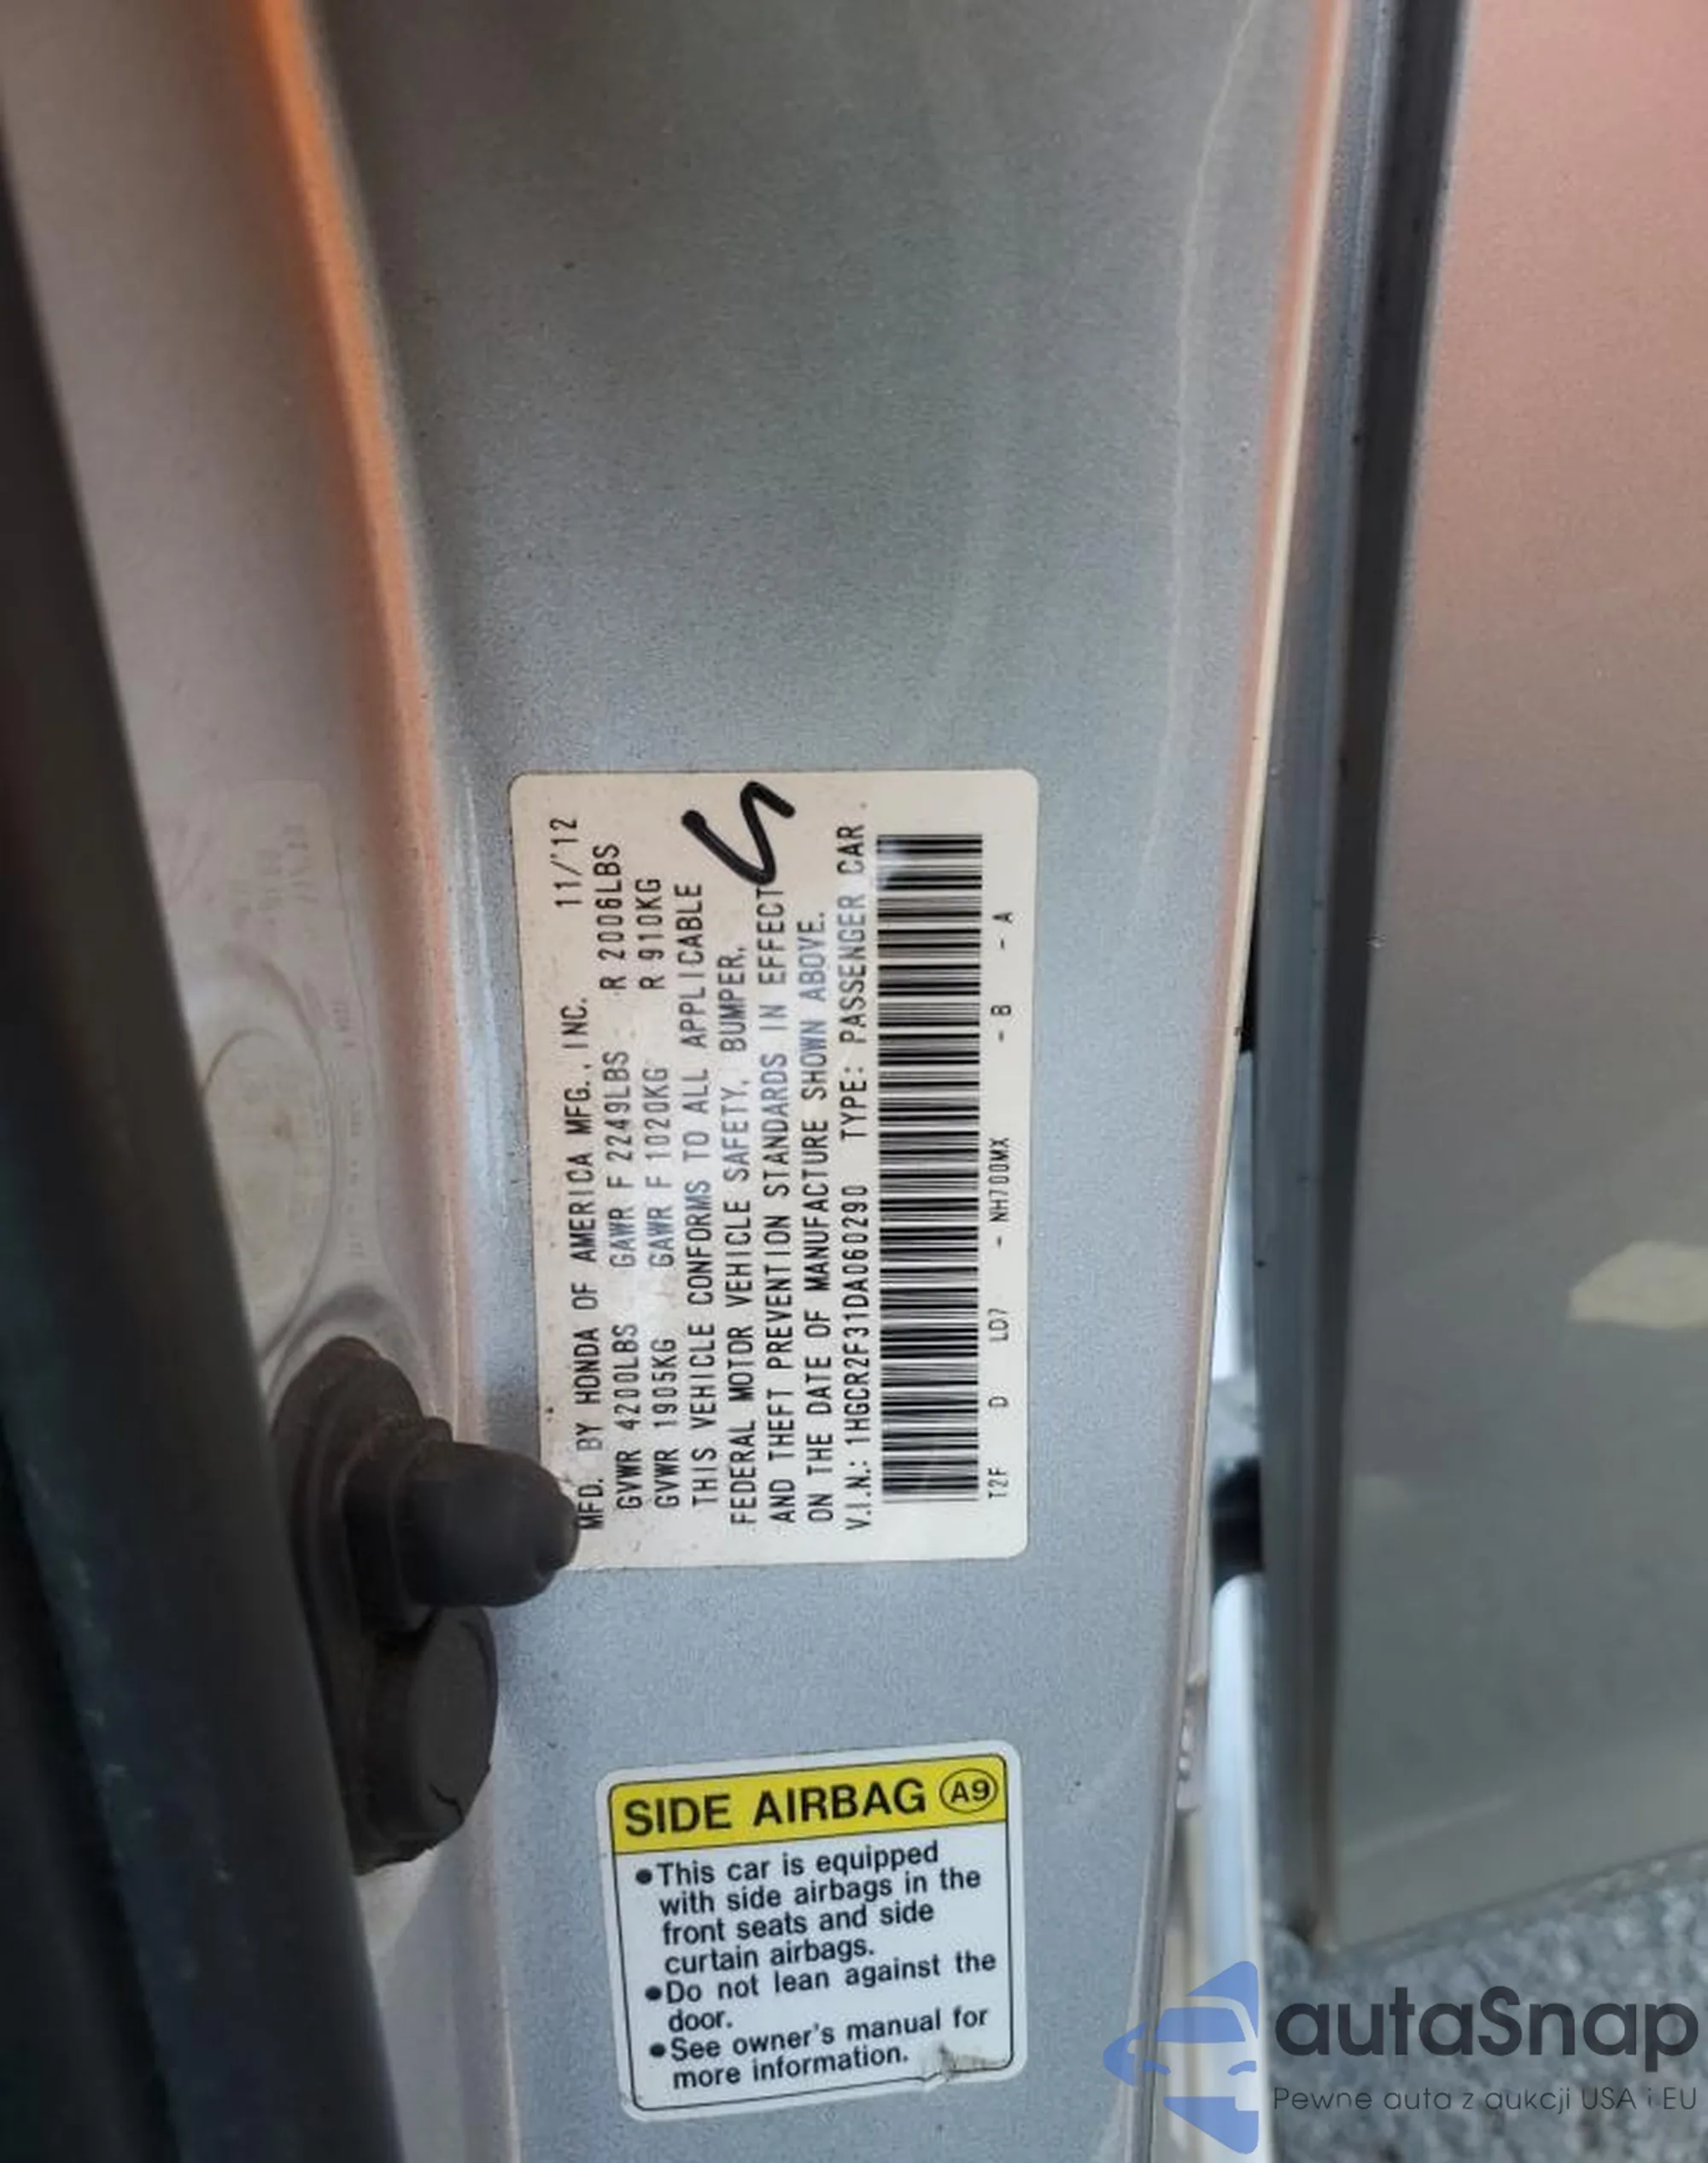 MFD. BY HONDA OF AMERICA MFG., INC. 11/'12
GVWR 4200LBS GAWR F 2249LBS R 2006LBS
GVWR 1905KG GAWR F 1020KG R 910KG
THIS VEHICLE CONFORMS TO ALL APPLICABLE
FEDERAL MOTOR VEHICLE SAFETY, BUMPER,
AND THEFT PREVENTION STANDARDS IN EFFECT
ON THE DATE OF MANUFACTURE SHOWN ABOVE.
V.I.N.: 1HGCR2F31DA060290 TYPE: PASSENGER CAR
T2F D LD7 - NH700MX - B - A
SIDE AIRBAG A9
•This car is equipped
with side airbags in the
front seats and side
curtain airbags.
•Do not lean against the
door.
•See owner's manual for
more information.
autaSnap
Pewne auta z aukcji USA i EU